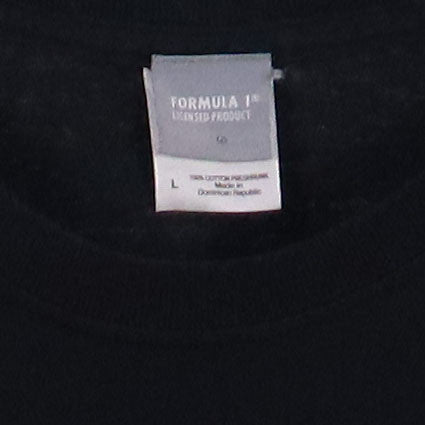 FORMULA 1®
LICENSED PRODUCT
L
100% COTTON PRESHRUNK
Made in
Dominican Republic